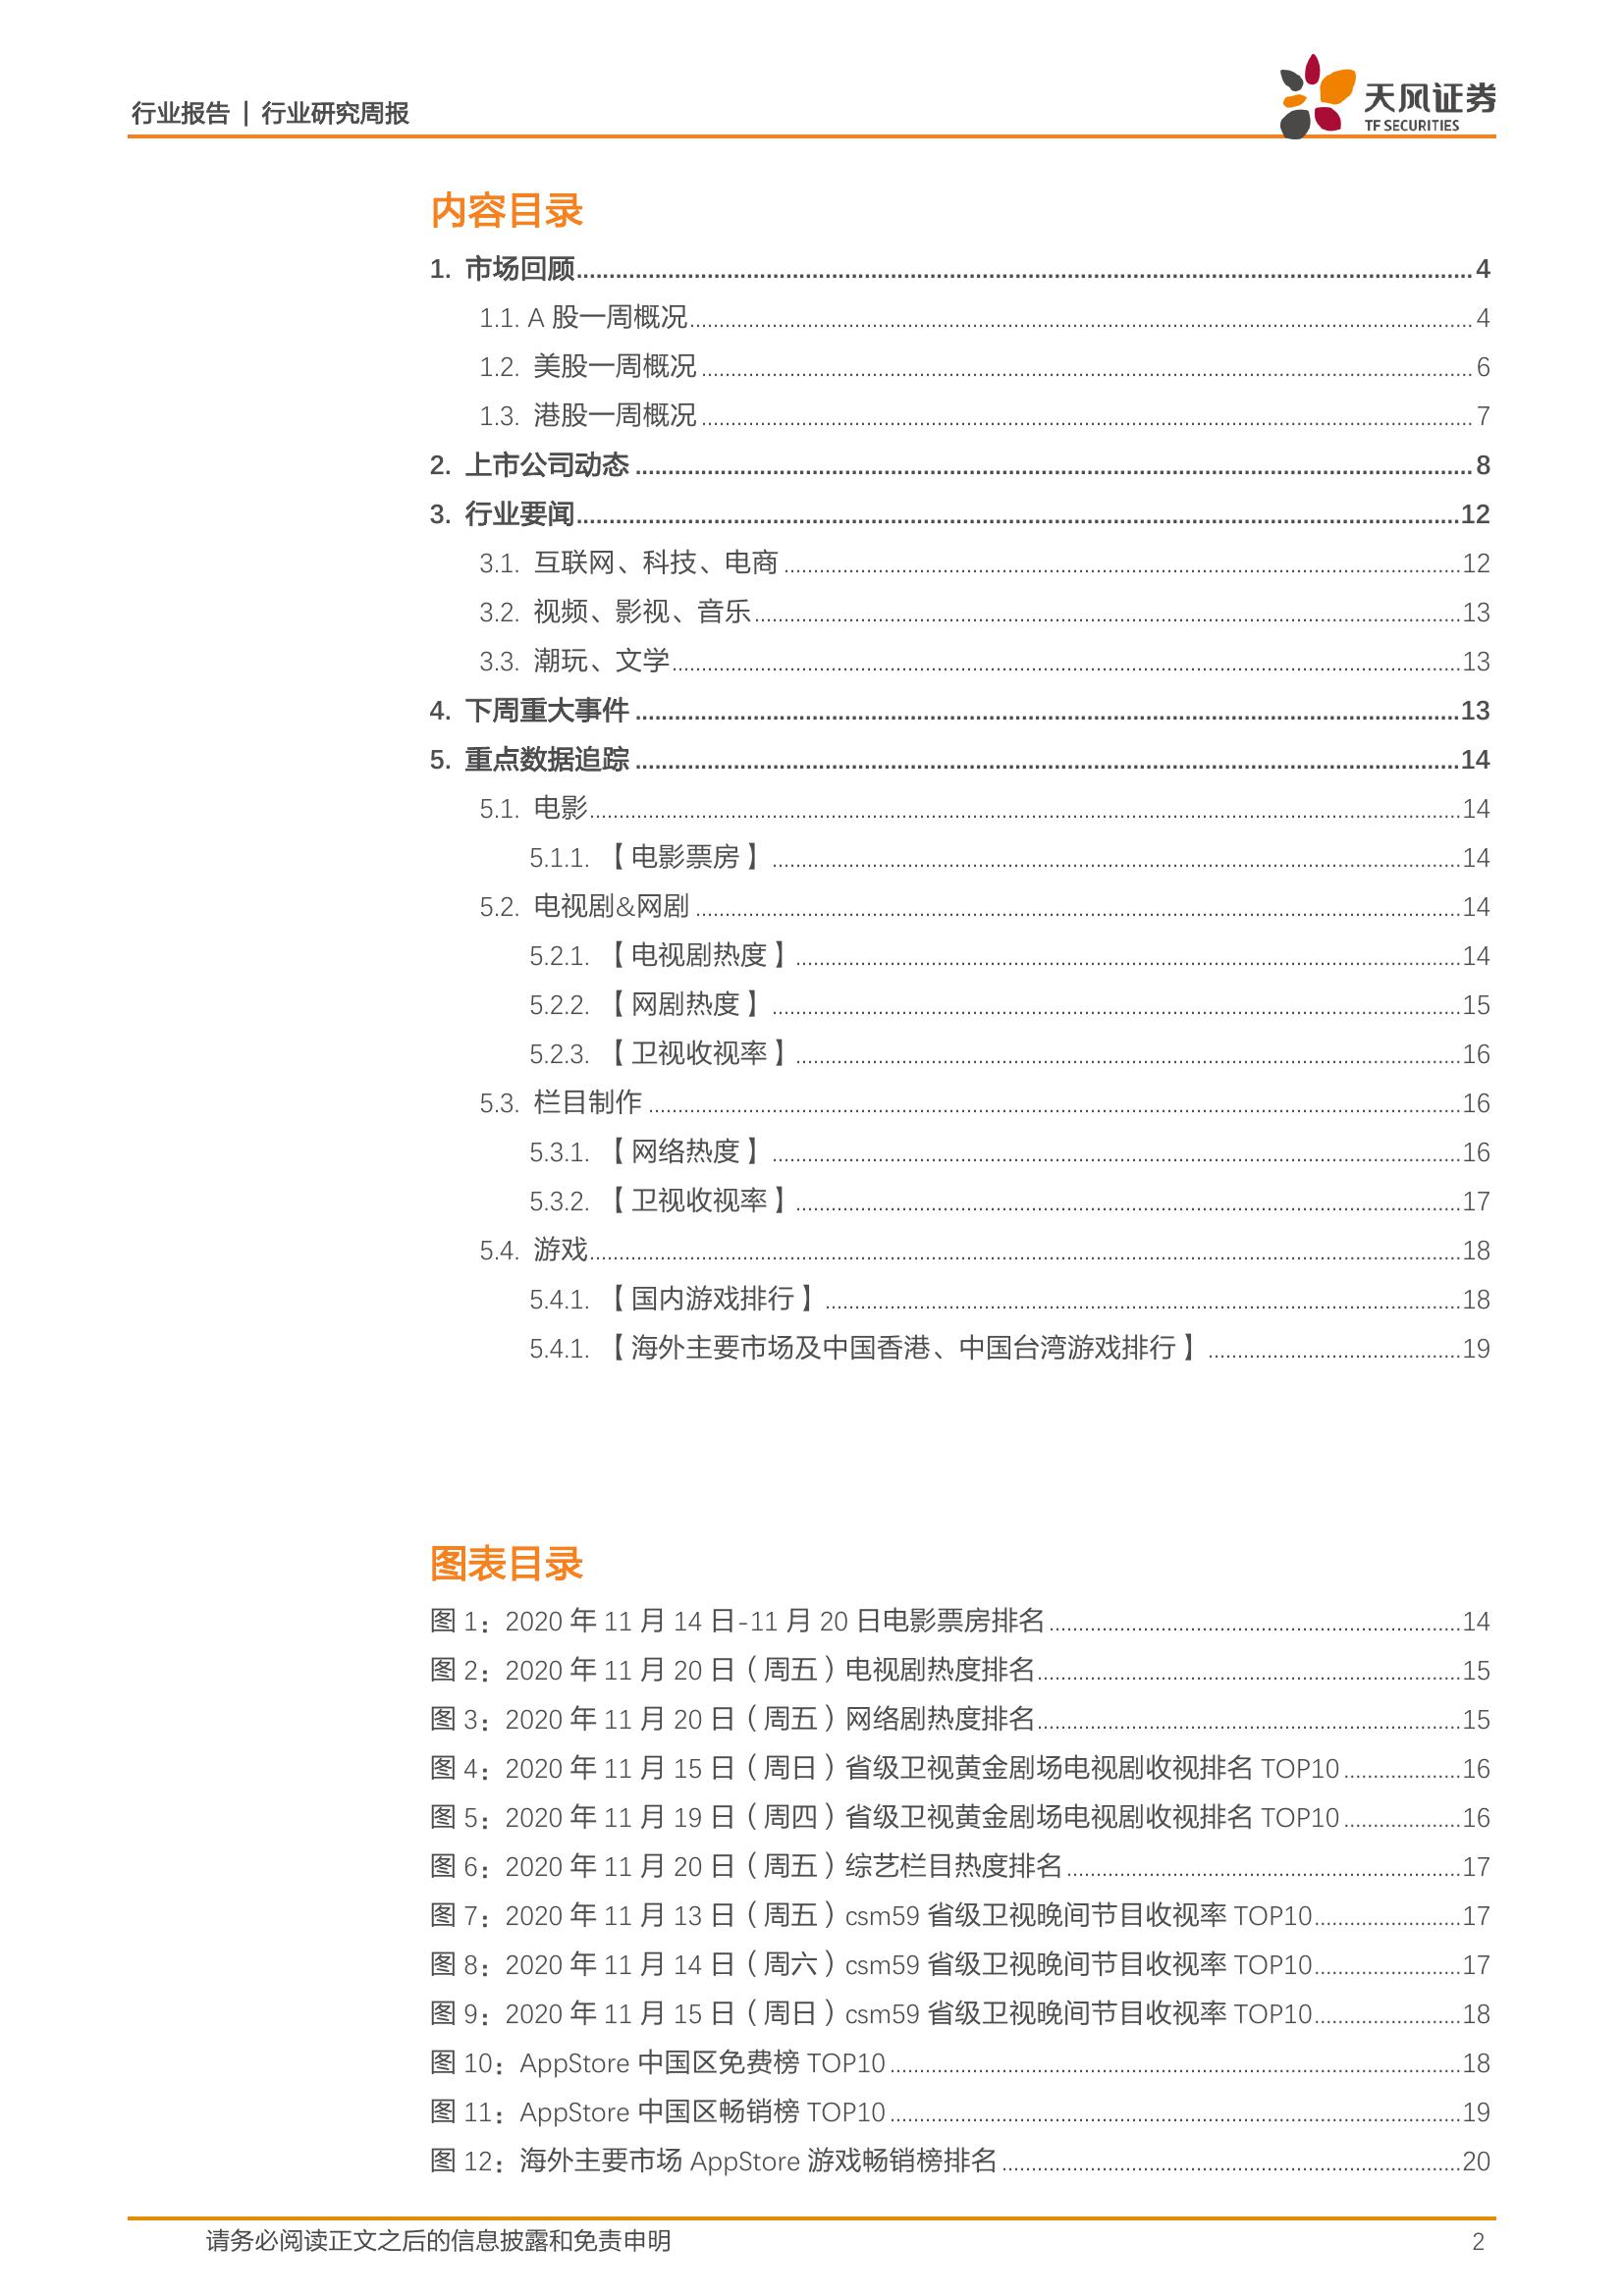 行业报告 | 行业研究周报
天风证券
TF SECURITIES
内容目录
1. 市场回顾 4
1.1. A 股一周概况 4
1.2. 美股一周概况 6
1.3. 港股一周概况 7
2. 上市公司动态 8
3. 行业要闻 12
3.1. 互联网、科技、电商 12
3.2. 视频、影视、音乐 13
3.3. 潮玩、文学 13
4. 下周重大事件 13
5. 重点数据追踪 14
5.1. 电影 14
5.1.1. 【电影票房】 14
5.2. 电视剧&网剧 14
5.2.1. 【电视剧热度】 14
5.2.2. 【网剧热度】 15
5.2.3. 【卫视收视率】 16
5.3. 栏目制作 16
5.3.1. 【网络热度】 16
5.3.2. 【卫视收视率】 17
5.4. 游戏 18
5.4.1. 【国内游戏排行】 18
5.4.1. 【海外主要市场及中国香港、中国台湾游戏排行】 19
图表目录
图 1：2020 年 11 月 14 日-11 月 20 日电影票房排名 14
图 2：2020 年 11 月 20 日（周五）电视剧热度排名 15
图 3：2020 年 11 月 20 日（周五）网络剧热度排名 15
图 4：2020 年 11 月 15 日（周日）省级卫视黄金剧场电视剧收视排名 TOP10 16
图 5：2020 年 11 月 19 日（周四）省级卫视黄金剧场电视剧收视排名 TOP10 16
图 6：2020 年 11 月 20 日（周五）综艺栏目热度排名 17
图 7：2020 年 11 月 13 日（周五）csm59 省级卫视晚间节目收视率 TOP10 17
图 8：2020 年 11 月 14 日（周六）csm59 省级卫视晚间节目收视率 TOP10 17
图 9：2020 年 11 月 15 日（周日）csm59 省级卫视晚间节目收视率 TOP10 18
图 10：AppStore 中国区免费榜 TOP10 18
图 11：AppStore 中国区畅销榜 TOP10 19
图 12：海外主要市场 AppStore 游戏畅销榜排名 20
请务必阅读正文之后的信息披露和免责申明 2